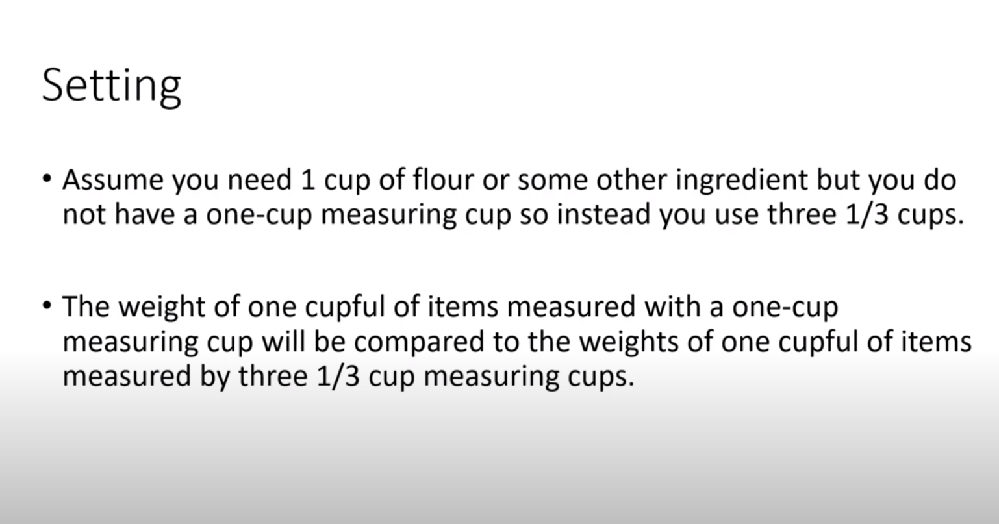 Setting
• Assume you need 1 cup of flour or some other ingredient but you do
not have a one-cup measuring cup so instead you use three 1/3 cups.
• The weight of one cupful of items measured with a one-cup
measuring cup will be compared to the weights of one cupful of items
measured by three 1/3 cup measuring cups.